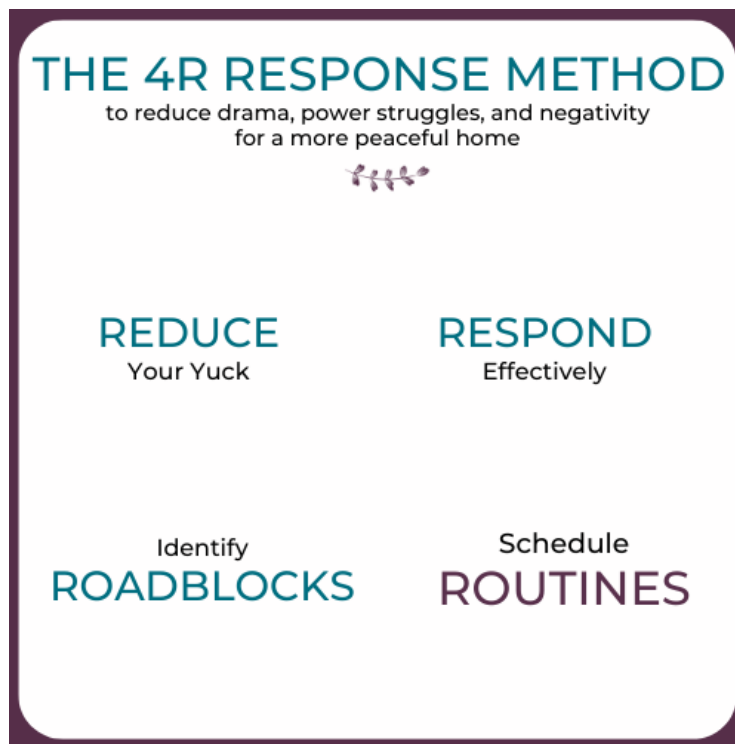 THE 4R RESPONSE METHOD
to reduce drama, power struggles, and negativity
for a more peaceful home
REDUCE
Your Yuck
RESPOND
Effectively
Identify
ROADBLOCKS
Schedule
ROUTINES